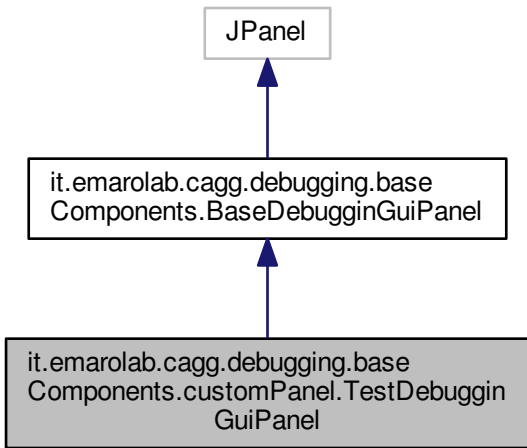 JPanel
it.emarolab.cagg.debugging.base
Components.BaseDebugginGuiPanel
it.emarolab.cagg.debugging.base
Components.customPanel.TestDebuggin
GuiPanel